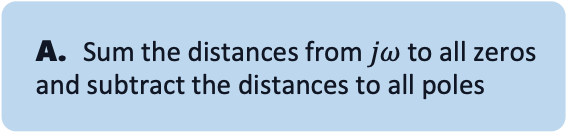 A. Sum the distances from jω to all zeros
and subtract the distances to all poles